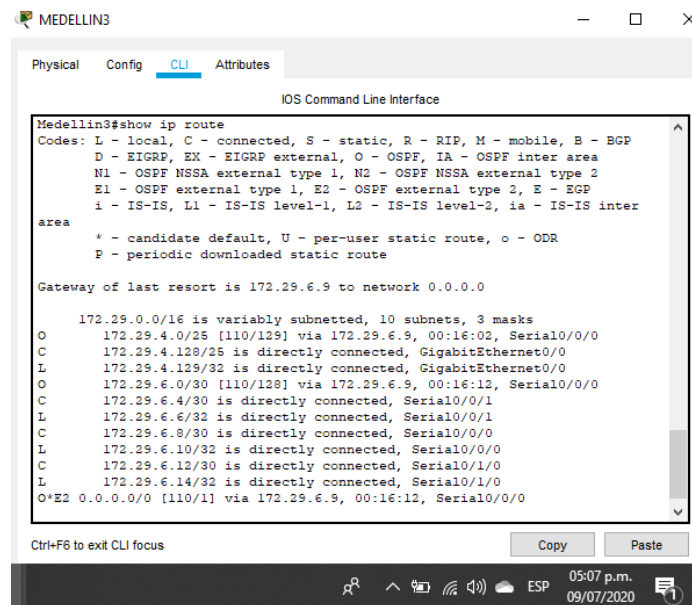 MEDELLIN3
Physical Config CLI Attributes
IOS Command Line Interface
Medellin3#show ip route
Codes: L - local, C - connected, S - static, R - RIP, M - mobile, B - BGP
D - EIGRP, EX - EIGRP external, O - OSPF, IA - OSPF inter area
N1 - OSPF NSSA external type 1, N2 - OSPF NSSA external type 2
E1 - OSPF external type 1, E2 - OSPF external type 2, E - EGP
i - IS-IS, L1 - IS-IS level-1, L2 - IS-IS level-2, ia - IS-IS inter
area
* - candidate default, U - per-user static route, o - ODR
P - periodic downloaded static route
Gateway of last resort is 172.29.6.9 to network 0.0.0.0
172.29.0.0/16 is variably subnetted, 10 subnets, 3 masks
O 172.29.4.0/25 [110/129] via 172.29.6.9, 00:16:02, Serial0/0/0
C 172.29.4.128/25 is directly connected, GigabitEthernet0/0
L 172.29.4.129/32 is directly connected, GigabitEthernet0/0
O 172.29.6.0/30 [110/128] via 172.29.6.9, 00:16:12, Serial0/0/0
C 172.29.6.4/30 is directly connected, Serial0/0/1
L 172.29.6.6/32 is directly connected, Serial0/0/1
C 172.29.6.8/30 is directly connected, Serial0/0/0
L 172.29.6.10/32 is directly connected, Serial0/0/0
C 172.29.6.12/30 is directly connected, Serial0/1/0
L 172.29.6.14/32 is directly connected, Serial0/1/0
O*E2 0.0.0.0/0 [110/1] via 172.29.6.9, 00:16:12, Serial0/0/0
Ctrl+F6 to exit CLI focus
Copy Paste
ESP 05:07 p.m.
09/07/2020
1